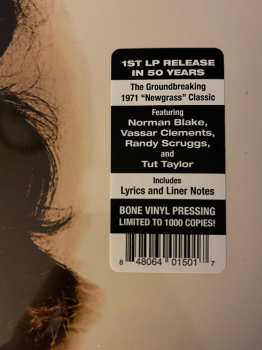 1ST LP RELEASE
IN 50 YEARS
The Groundbreaking
1971 "Newgrass" Classic
Featuring
Norman Blake,
Vassar Clements,
Randy Scruggs,
and
Tut Taylor
Includes
Lyrics and Liner Notes
BONE VINYL PRESSING
LIMITED TO 1000 COPIES!
8 48064 01501 7